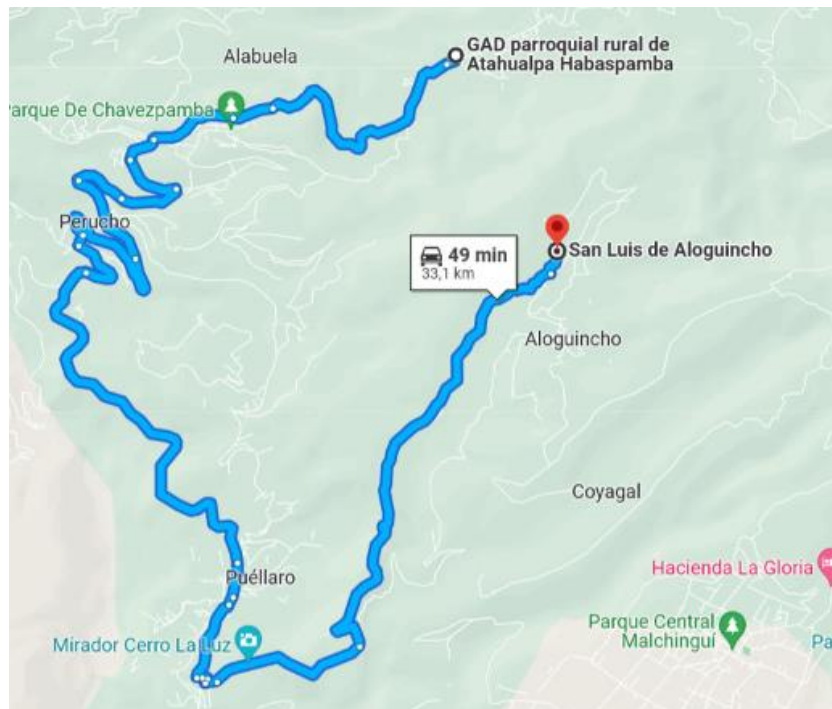 GAD parroquial rural de
Atahualpa Habaspamba
Alabuela
arque De Chavezpamba
Perucho
49 min
33,1 km
San Luis de Aloguincho
Aloguincho
Coyagal
Hacienda La Gloria
Puéllaro
Parque Central
Malchinguí
Mirador Cerro La Luz
Pa